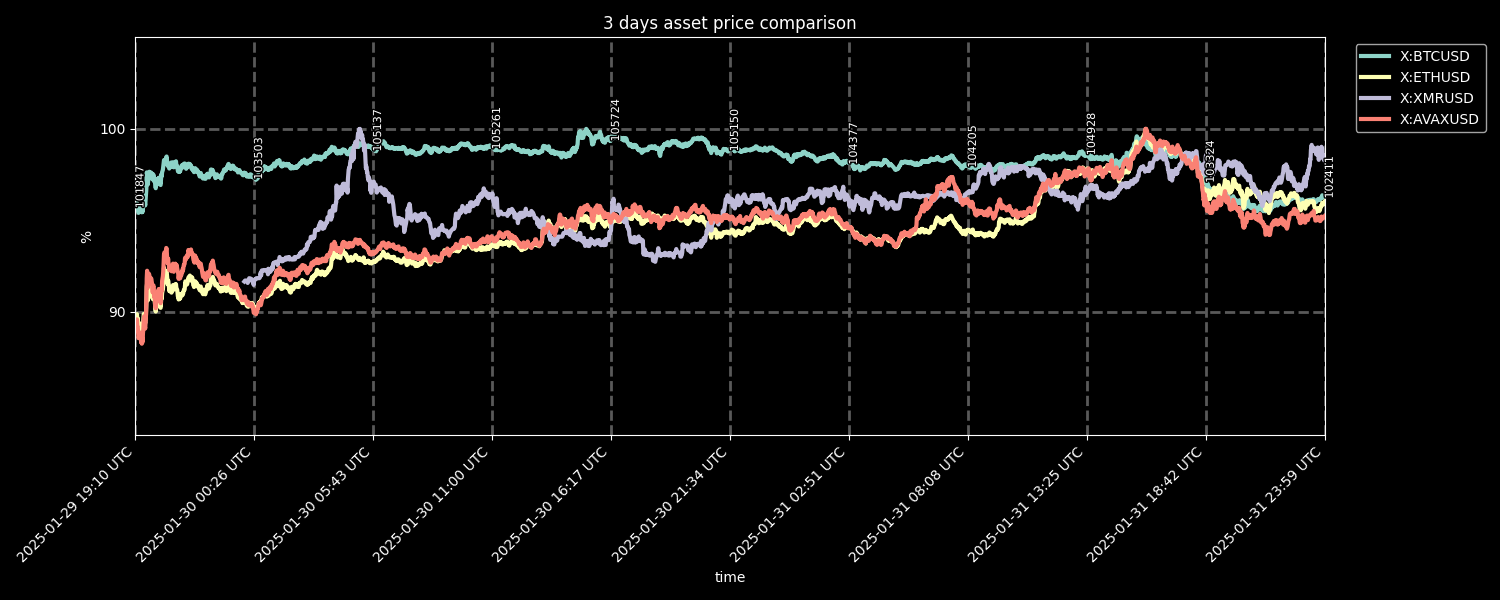 3 days asset price comparison
X:BTCUSD
X:ETHUSD
X:XMRUSD
X:AVAXUSD
100
90
%
101847
103503
105137
105261
105724
105150
104377
104205
104928
103324
102411
2025-01-29 19:10 UTC
2025-01-30 00:26 UTC
2025-01-30 05:43 UTC
2025-01-30 11:00 UTC
2025-01-30 16:17 UTC
2025-01-30 21:34 UTC
2025-01-31 02:51 UTC
2025-01-31 08:08 UTC
2025-01-31 13:25 UTC
2025-01-31 18:42 UTC
2025-01-31 23:59 UTC
time